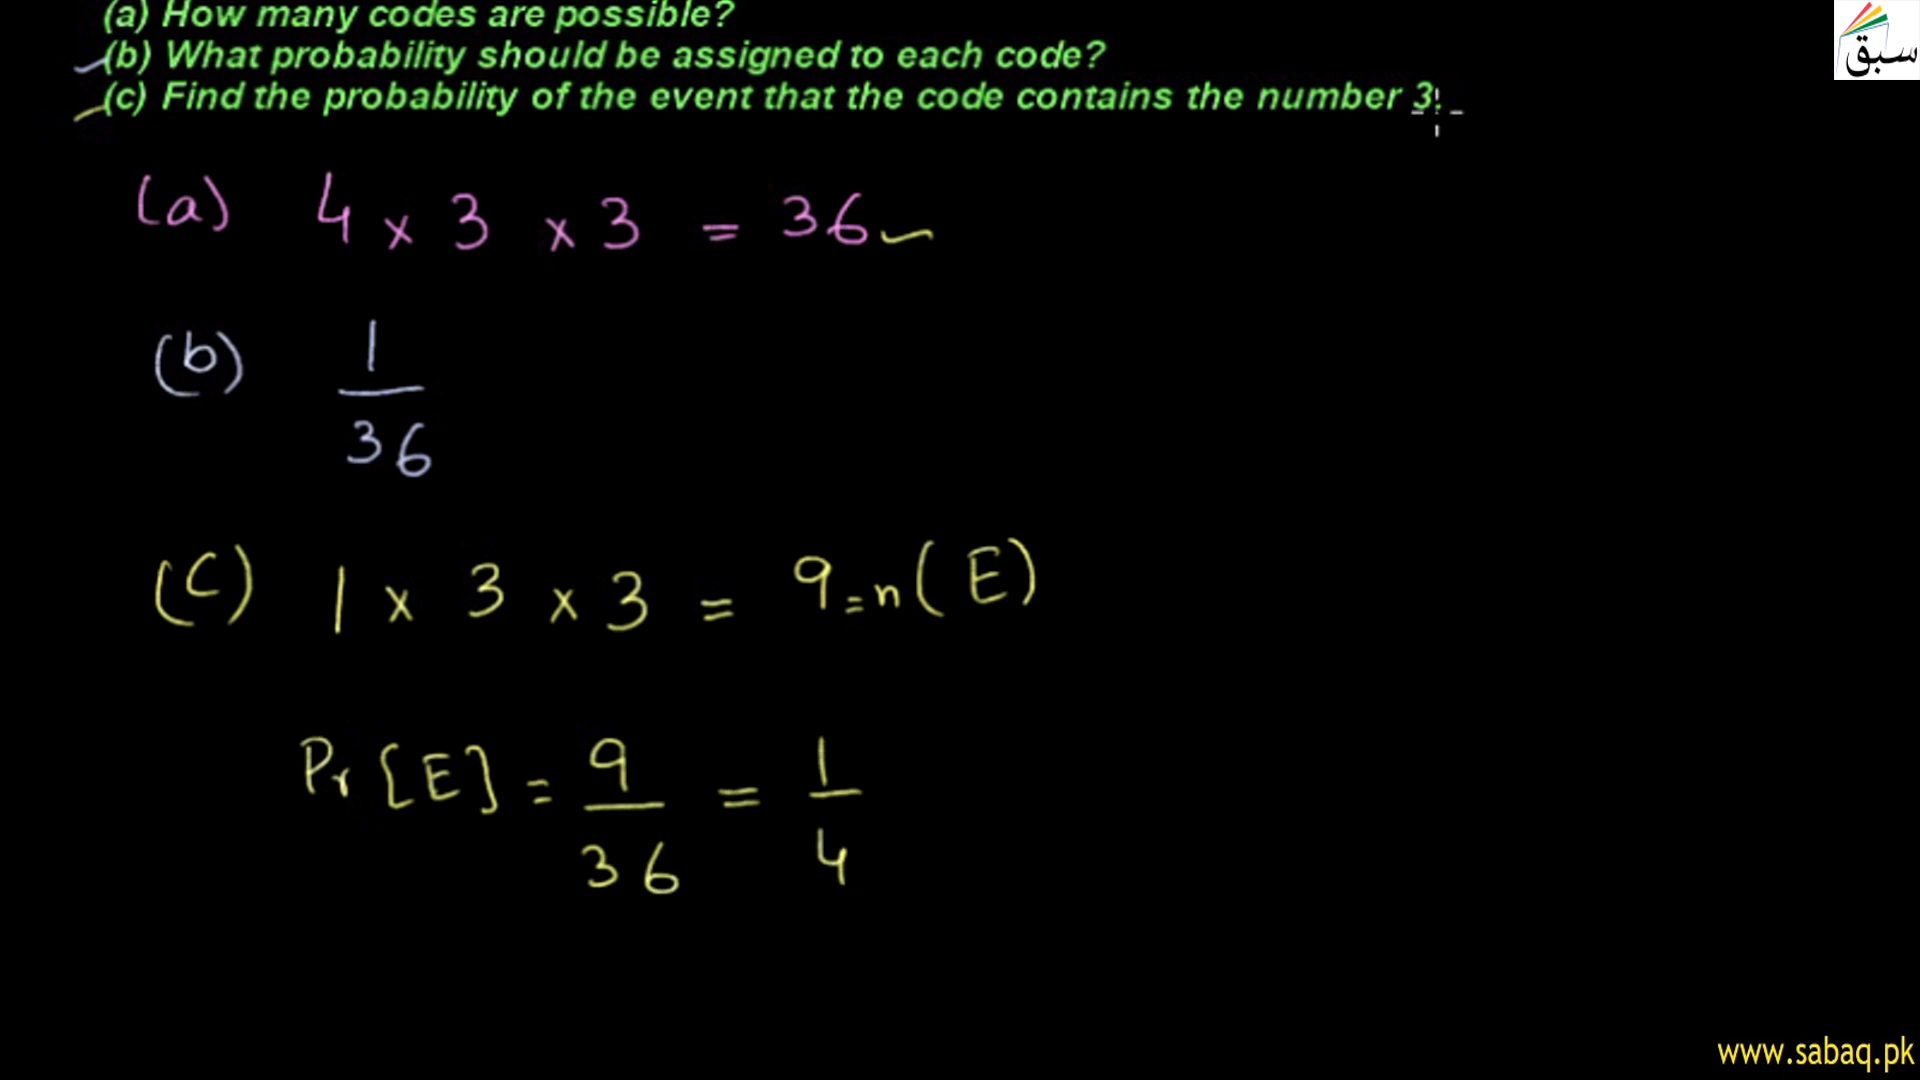 (a) How many codes are possible?
(b) What probability should be assigned to each code?
(c) Find the probability of the event that the code contains the number 3.
سبق
(a) 4 × 3 × 3 = 36
(b) 1/36
(C) 1 × 3 × 3 = 9 = n(E)
Pr[E] = 9/36 = 1/4
www.sabaq.pk